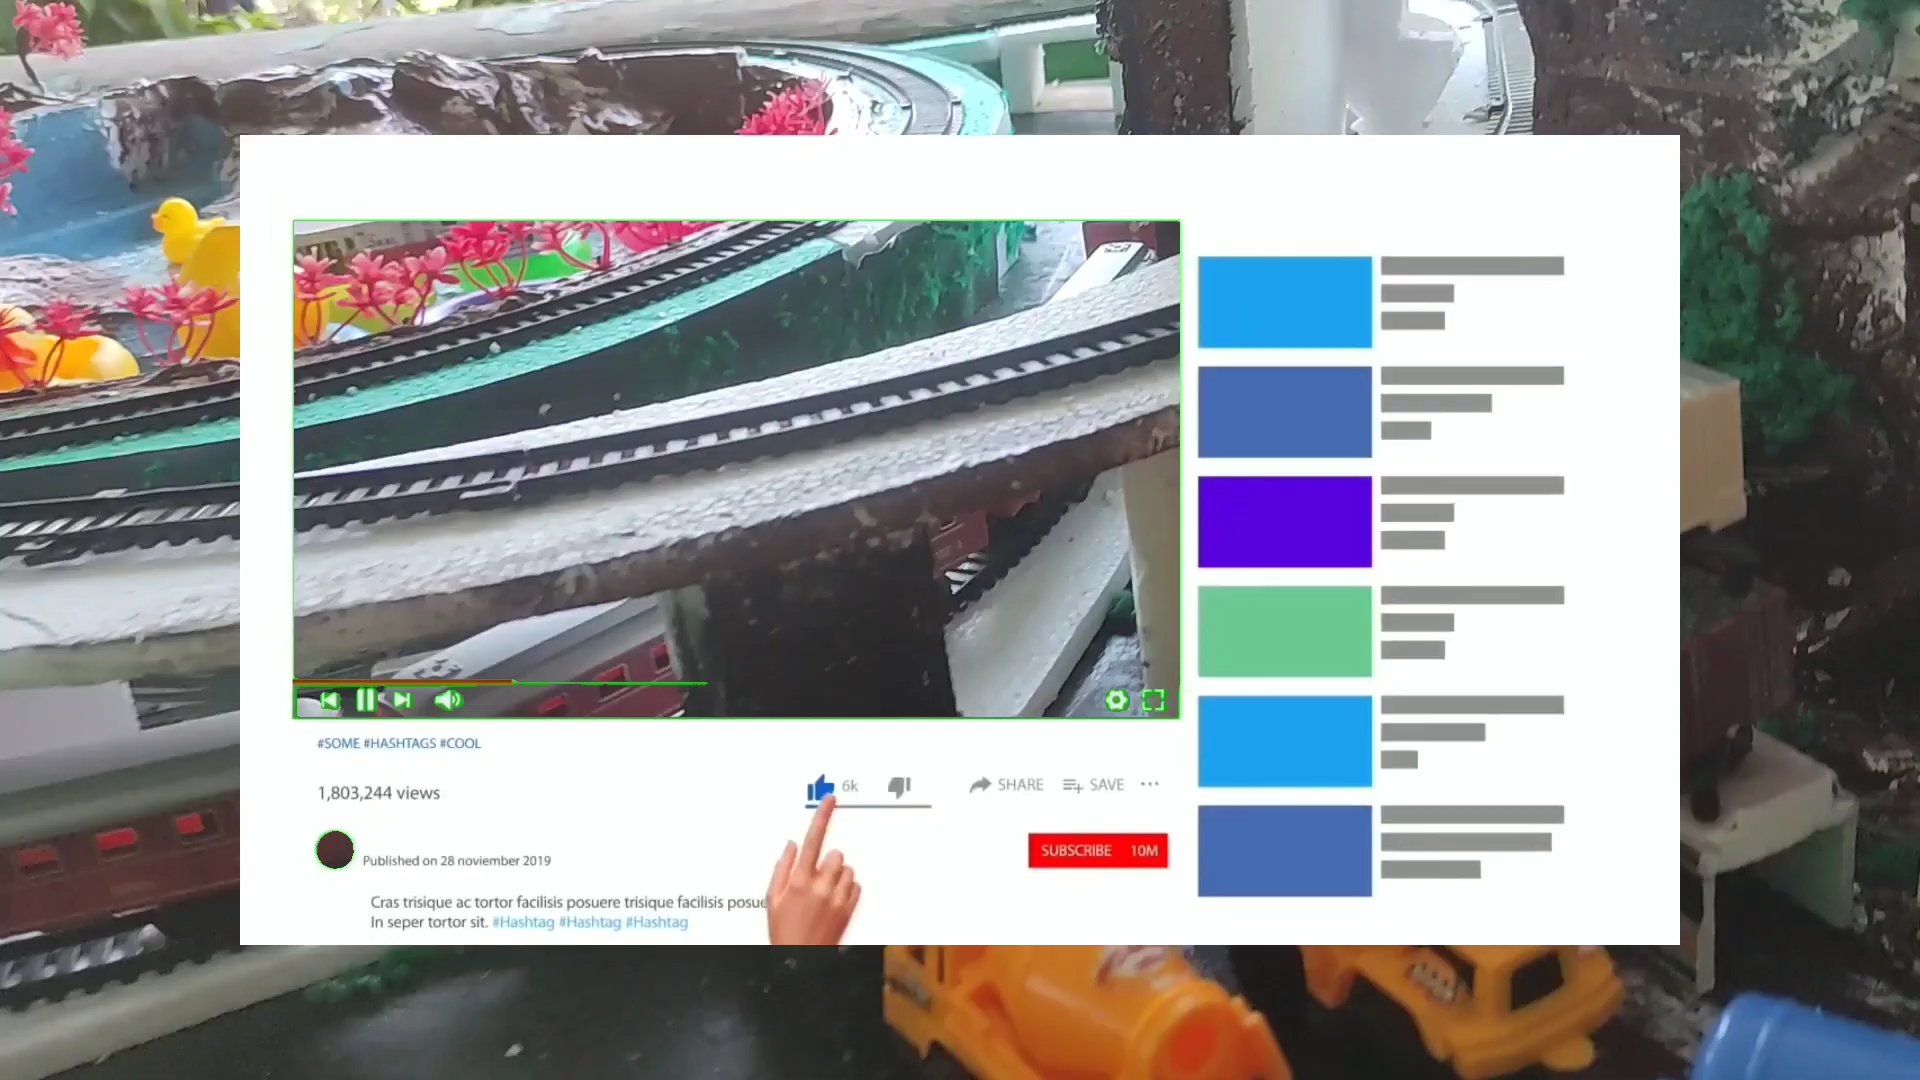 #SOME #HASHTAGS #COOL
1,803,244 views
6k
SHARE
SAVE
SUBSCRIBE 10M
Published on 28 noviember 2019
Cras trisique ac tortor facilisis posuere trisique facilisis posue
In seper tortor sit. #Hashtag #Hashtag #Hashtag